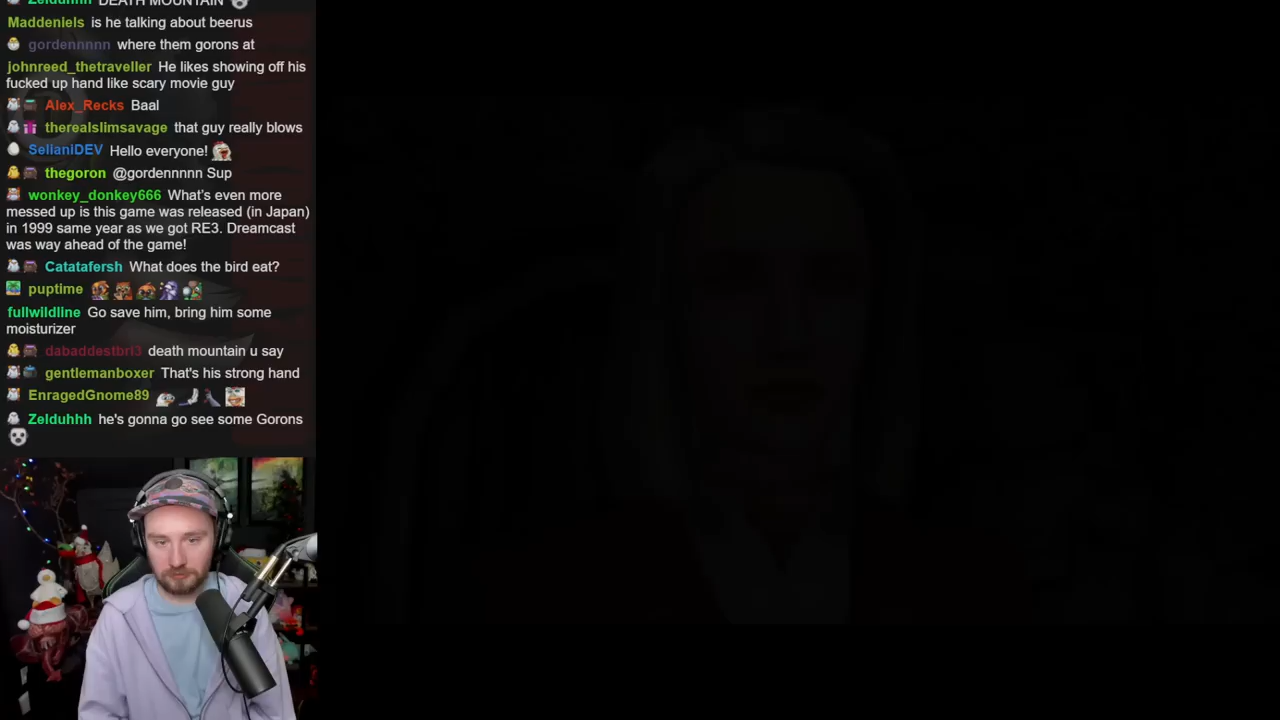 Zelduhhh DEATH MOUNTAIN
Maddeniels is he talking about beerus
gordennnnn where them gorons at
johnreed_thetraveller He likes showing off his
fucked up hand like scary movie guy
Alex_Recks Baal
therealslimsavage that guy really blows
SelianiDEV Hello everyone!
thegoron @gordennnnn Sup
wonkey_donkey666 What's even more
messed up is this game was released (in Japan)
in 1999 same year as we got RE3. Dreamcast
was way ahead of the game!
Catatafersh What does the bird eat?
puptime
fullwildline Go save him, bring him some
moisturizer
dabaddestbri3 death mountain u say
gentlemanboxer That's his strong hand
EnragedGnome89
Zelduhhh he's gonna go see some Gorons